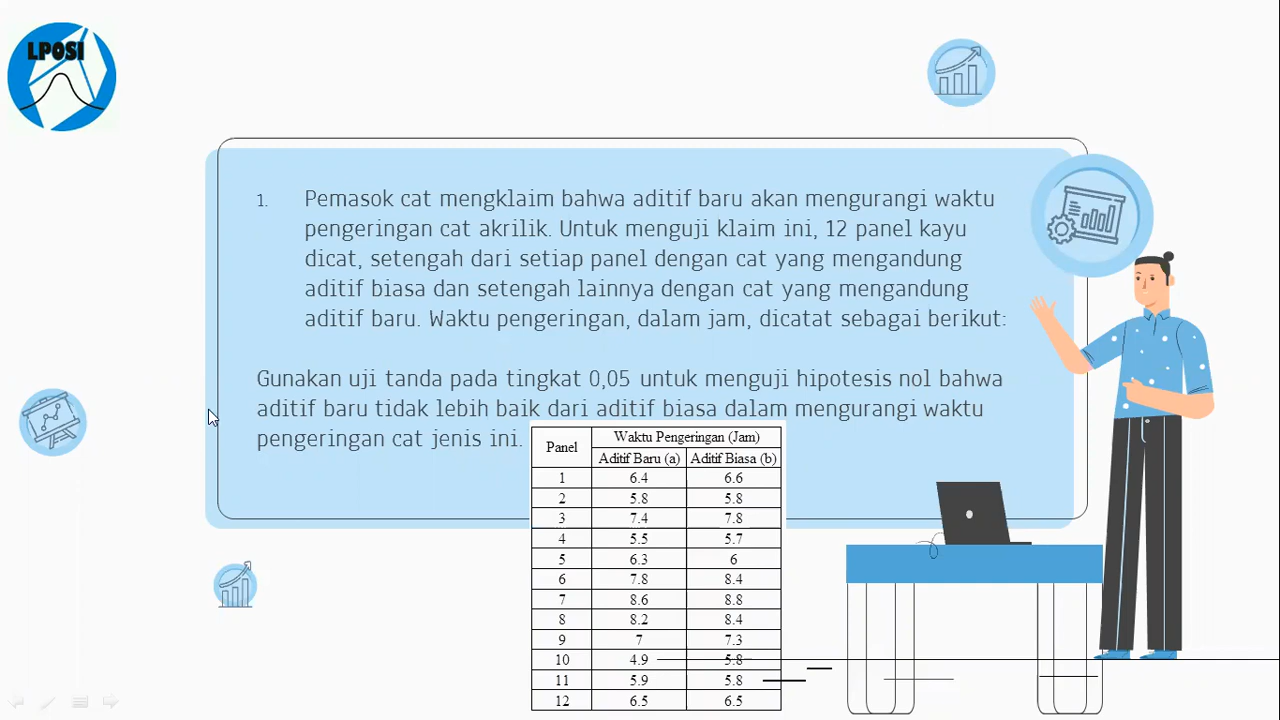 LPOSI
1. Pemasok cat mengklaim bahwa aditif baru akan mengurangi waktu
pengeringan cat akrilik. Untuk menguji klaim ini, 12 panel kayu
dicat, setengah dari setiap panel dengan cat yang mengandung
aditif biasa dan setengah lainnya dengan cat yang mengandung
aditif baru. Waktu pengeringan, dalam jam, dicatat sebagai berikut:
Gunakan uji tanda pada tingkat 0,05 untuk menguji hipotesis nol bahwa
aditif baru tidak lebih baik dari aditif biasa dalam mengurangi waktu
pengeringan cat jenis ini.
Panel Waktu Pengeringan (Jam)
Aditif Baru (a) Aditif Biasa (b)
1 6.4 6.6
2 5.8 5.8
3 7.4 7.8
4 5.5 5.7
5 6.3 6
6 7.8 8.4
7 8.6 8.8
8 8.2 8.4
9 7 7.3
10 4.9 5.8
11 5.9 5.8
12 6.5 6.5